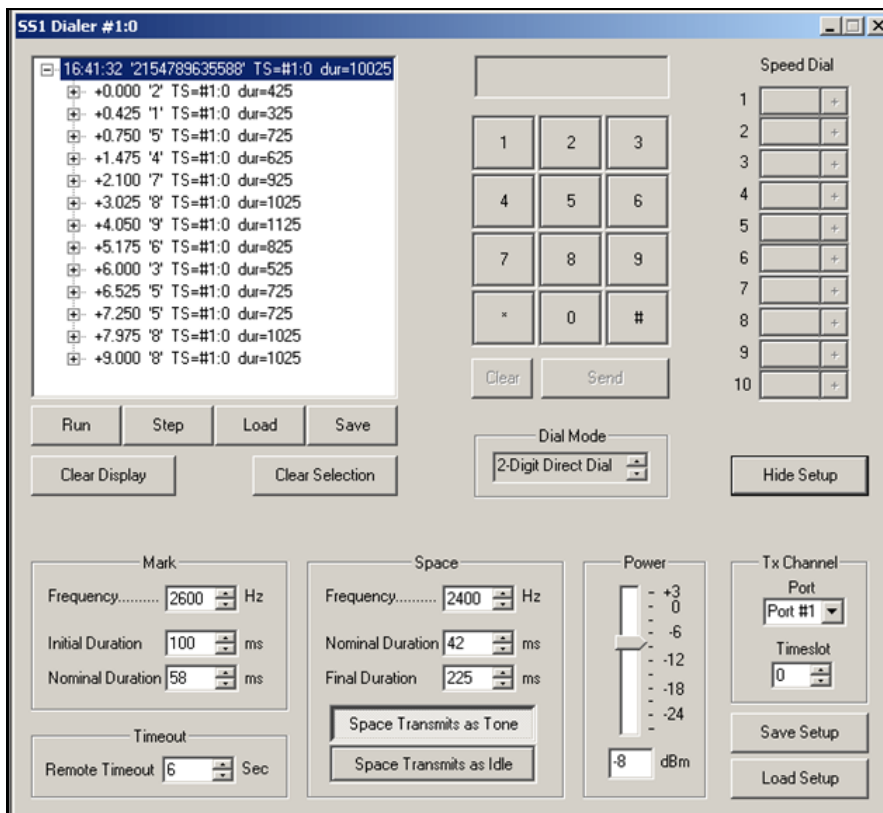 SS1 Dialer #1:0
16:41:32 '2154789635588' TS=#1:0 dur=10025
+0.000 '2' TS=#1:0 dur=425
+0.425 '1' TS=#1:0 dur=325
+0.750 '5' TS=#1:0 dur=725
+1.475 '4' TS=#1:0 dur=625
+2.100 '7' TS=#1:0 dur=925
+3.025 '8' TS=#1:0 dur=1025
+4.050 '9' TS=#1:0 dur=1125
+5.175 '6' TS=#1:0 dur=825
+6.000 '3' TS=#1:0 dur=525
+6.525 '5' TS=#1:0 dur=725
+7.250 '5' TS=#1:0 dur=725
+7.975 '8' TS=#1:0 dur=1025
+9.000 '8' TS=#1:0 dur=1025
Run Step Load Save
Clear Display Clear Selection
1 2 3
4 5 6
7 8 9
* 0 #
Clear Send
Dial Mode
2-Digit Direct Dial
Speed Dial
1 +
2 +
3 +
4 +
5 +
6 +
7 +
8 +
9 +
10 +
Hide Setup
Mark
Frequency.......... 2600 Hz
Initial Duration 100 ms
Nominal Duration 58 ms
Timeout
Remote Timeout 6 Sec
Space
Frequency.......... 2400 Hz
Nominal Duration 42 ms
Final Duration 225 ms
Space Transmits as Tone
Space Transmits as Idle
Power
+3
0
-6
-12
-18
-24
-8 dBm
Tx Channel
Port
Port #1
Timeslot
0
Save Setup
Load Setup